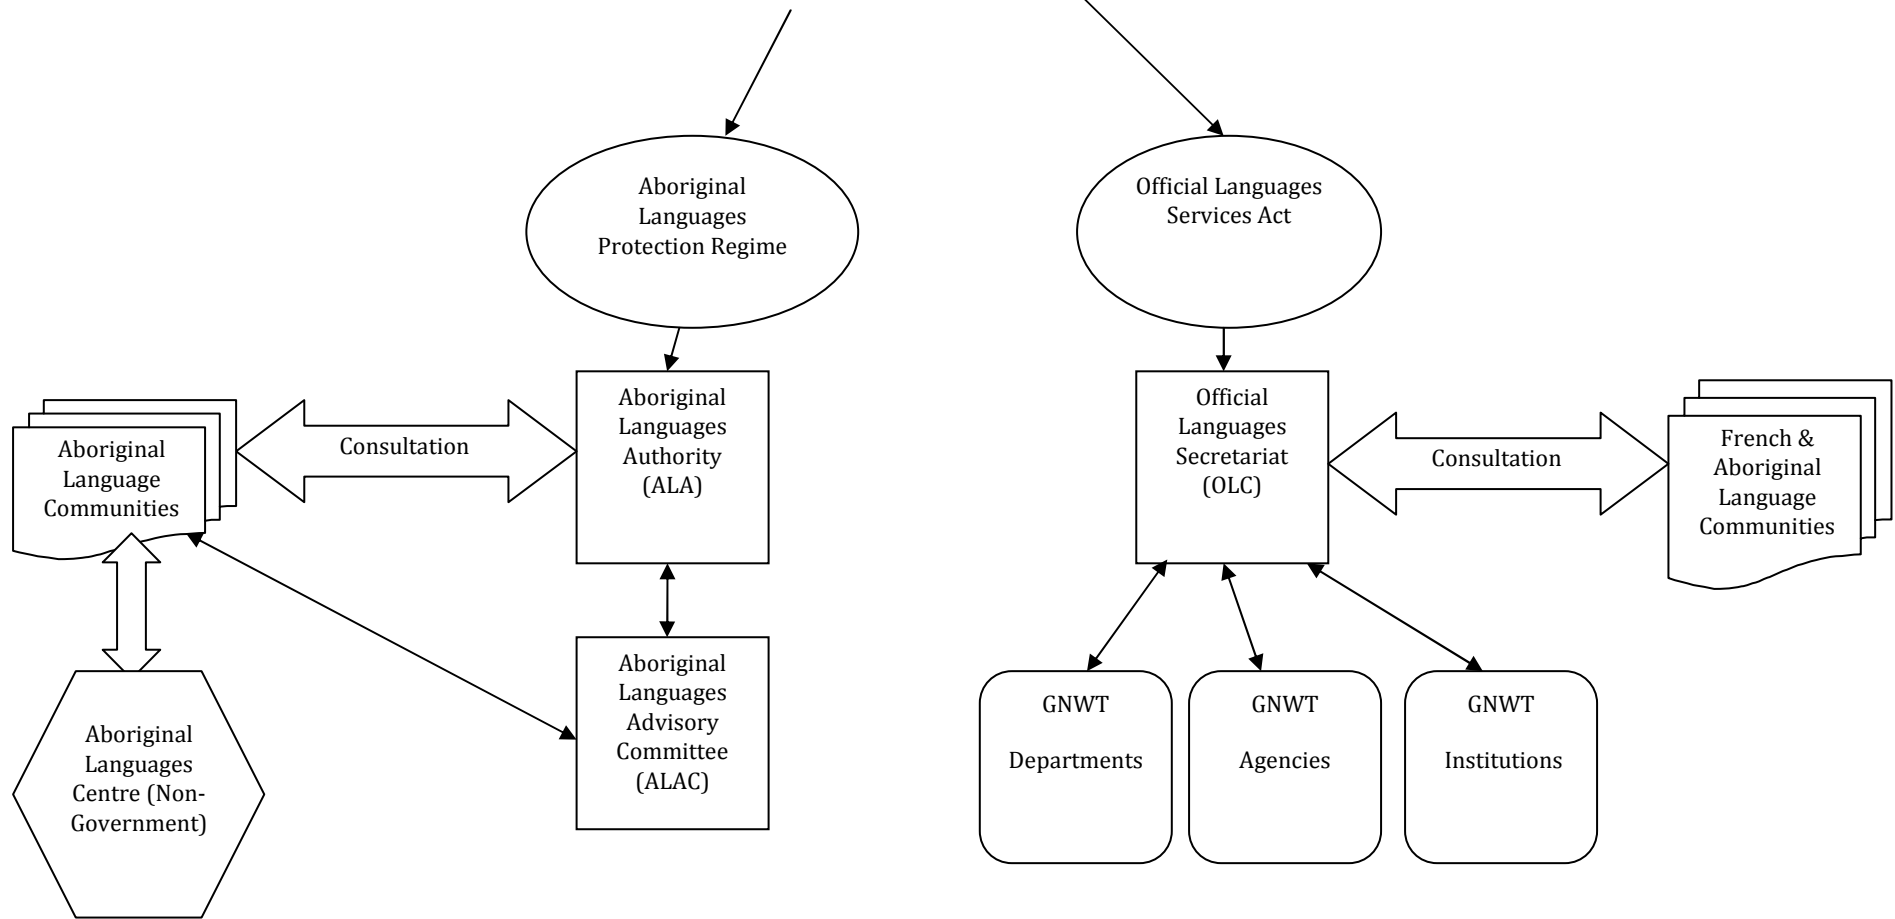 Aboriginal
Languages
Protection Regime
Official Languages
Services Act
Aboriginal
Language
Communities
Consultation
Aboriginal
Languages
Authority
(ALA)
Official
Languages
Secretariat
(OLC)
Consultation
French &
Aboriginal
Language
Communities
Aboriginal
Languages
Centre (Non-
Government)
Aboriginal
Languages
Advisory
Committee
(ALAC)
GNWT
Departments
GNWT
Agencies
GNWT
Institutions